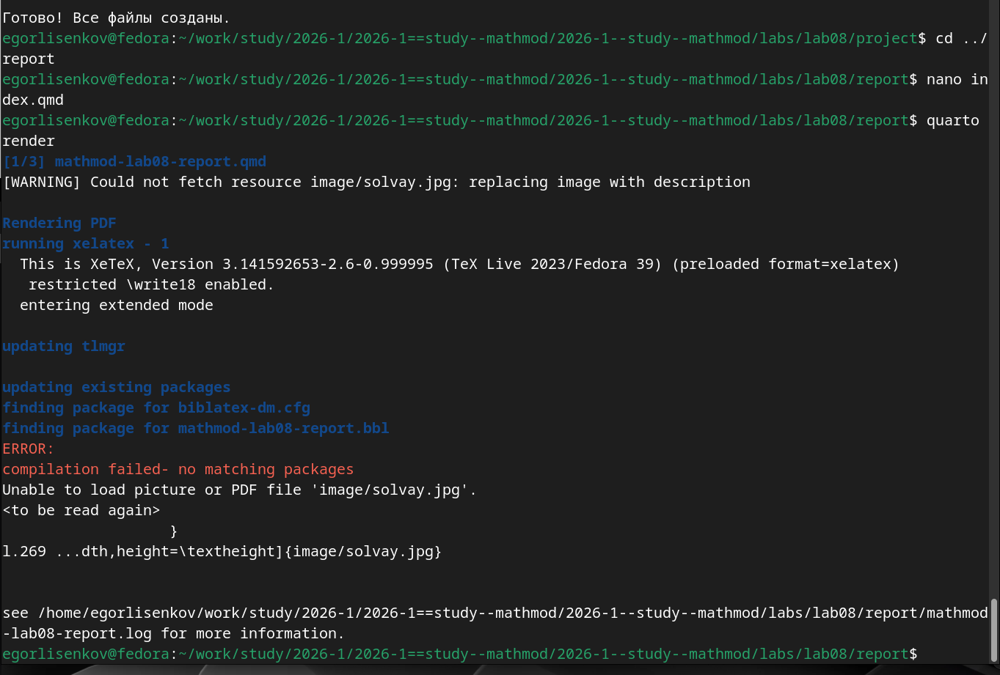 Готово! Все файлы созданы.
egorlisenkov@fedora:~/work/study/2026-1/2026-1==study--mathmod/2026-1--study--mathmod/labs/lab08/project$ cd ../
report
egorlisenkov@fedora:~/work/study/2026-1/2026-1==study--mathmod/2026-1--study--mathmod/labs/lab08/report$ nano in
dex.qmd
egorlisenkov@fedora:~/work/study/2026-1/2026-1==study--mathmod/2026-1--study--mathmod/labs/lab08/report$ quarto
render
[1/3] mathmod-lab08-report.qmd
[WARNING] Could not fetch resource image/solvay.jpg: replacing image with description
Rendering PDF
running xelatex - 1
This is XeTeX, Version 3.141592653-2.6-0.999995 (TeX Live 2023/Fedora 39) (preloaded format=xelatex)
restricted \write18 enabled.
entering extended mode
updating tlmgr
updating existing packages
finding package for biblatex-dm.cfg
finding package for mathmod-lab08-report.bbl
ERROR:
compilation failed- no matching packages
Unable to load picture or PDF file 'image/solvay.jpg'.
<to be read again>
}
l.269 ...dth,height=\textheight]{image/solvay.jpg}
see /home/egorlisenkov/work/study/2026-1/2026-1==study--mathmod/2026-1--study--mathmod/labs/lab08/report/mathmod
-lab08-report.log for more information.
egorlisenkov@fedora:~/work/study/2026-1/2026-1==study--mathmod/2026-1--study--mathmod/labs/lab08/report$